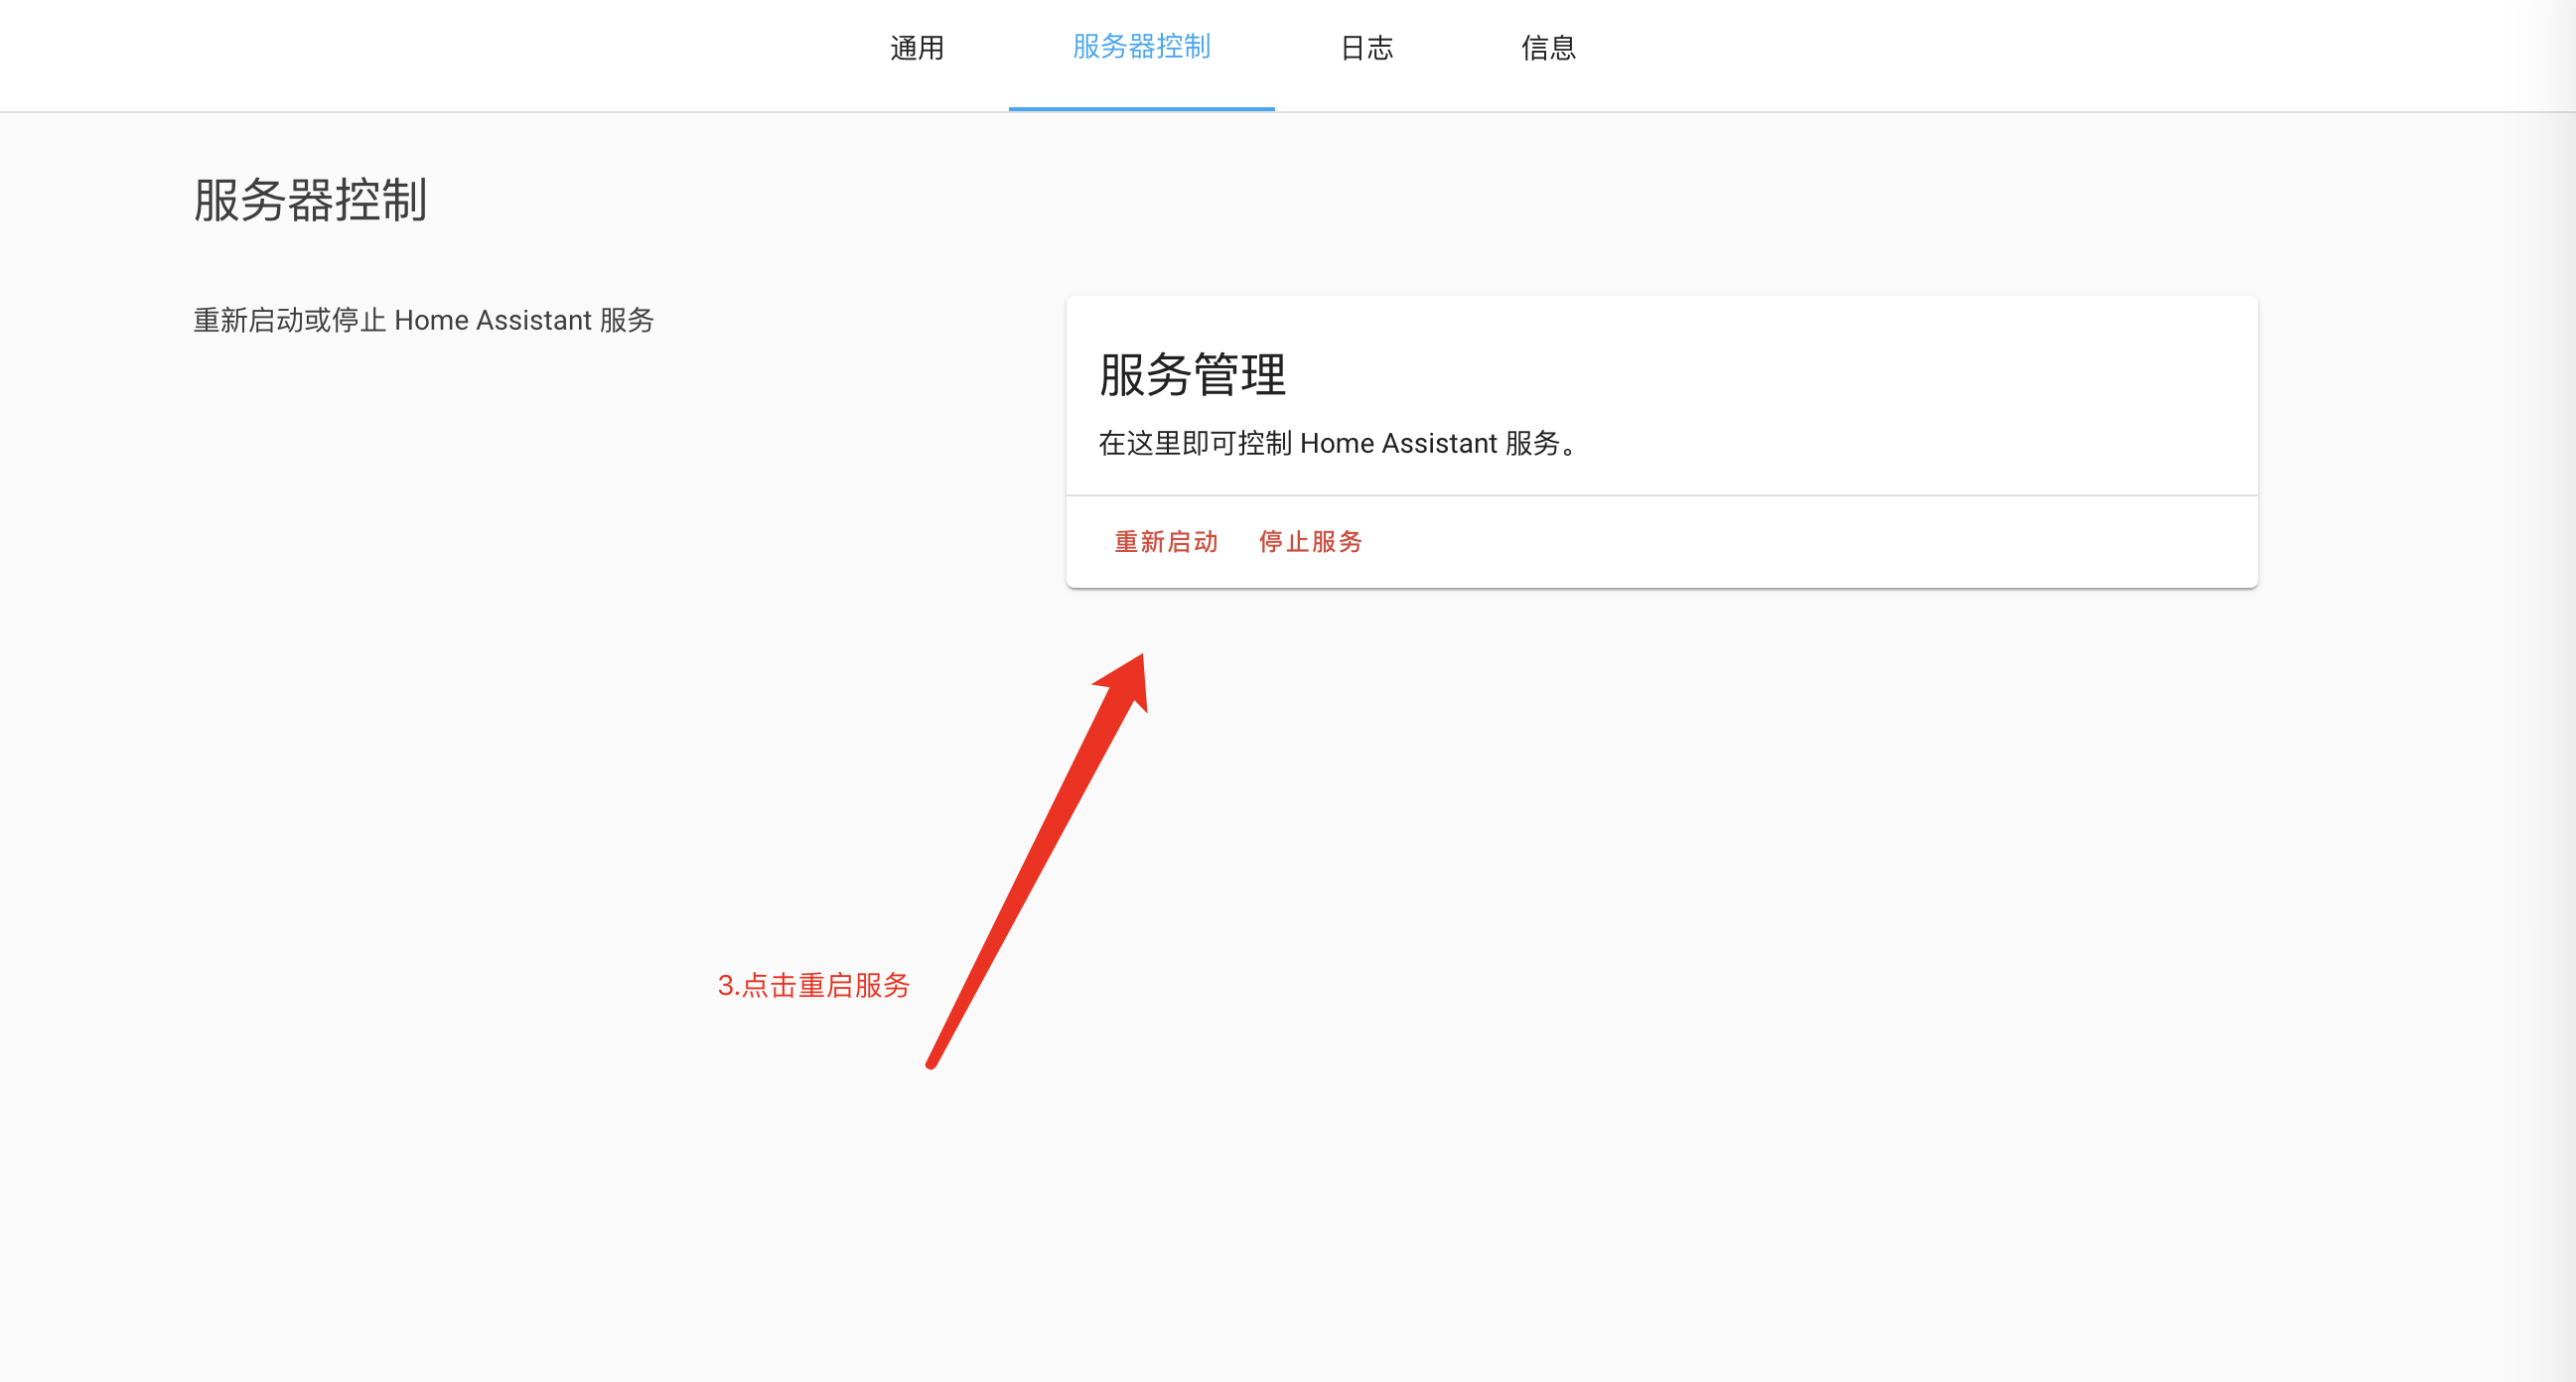 通用 服务器控制 日志 信息
服务器控制
重新启动或停止 Home Assistant 服务
服务管理
在这里即可控制 Home Assistant 服务。
重新启动 停止服务
3.点击重启服务